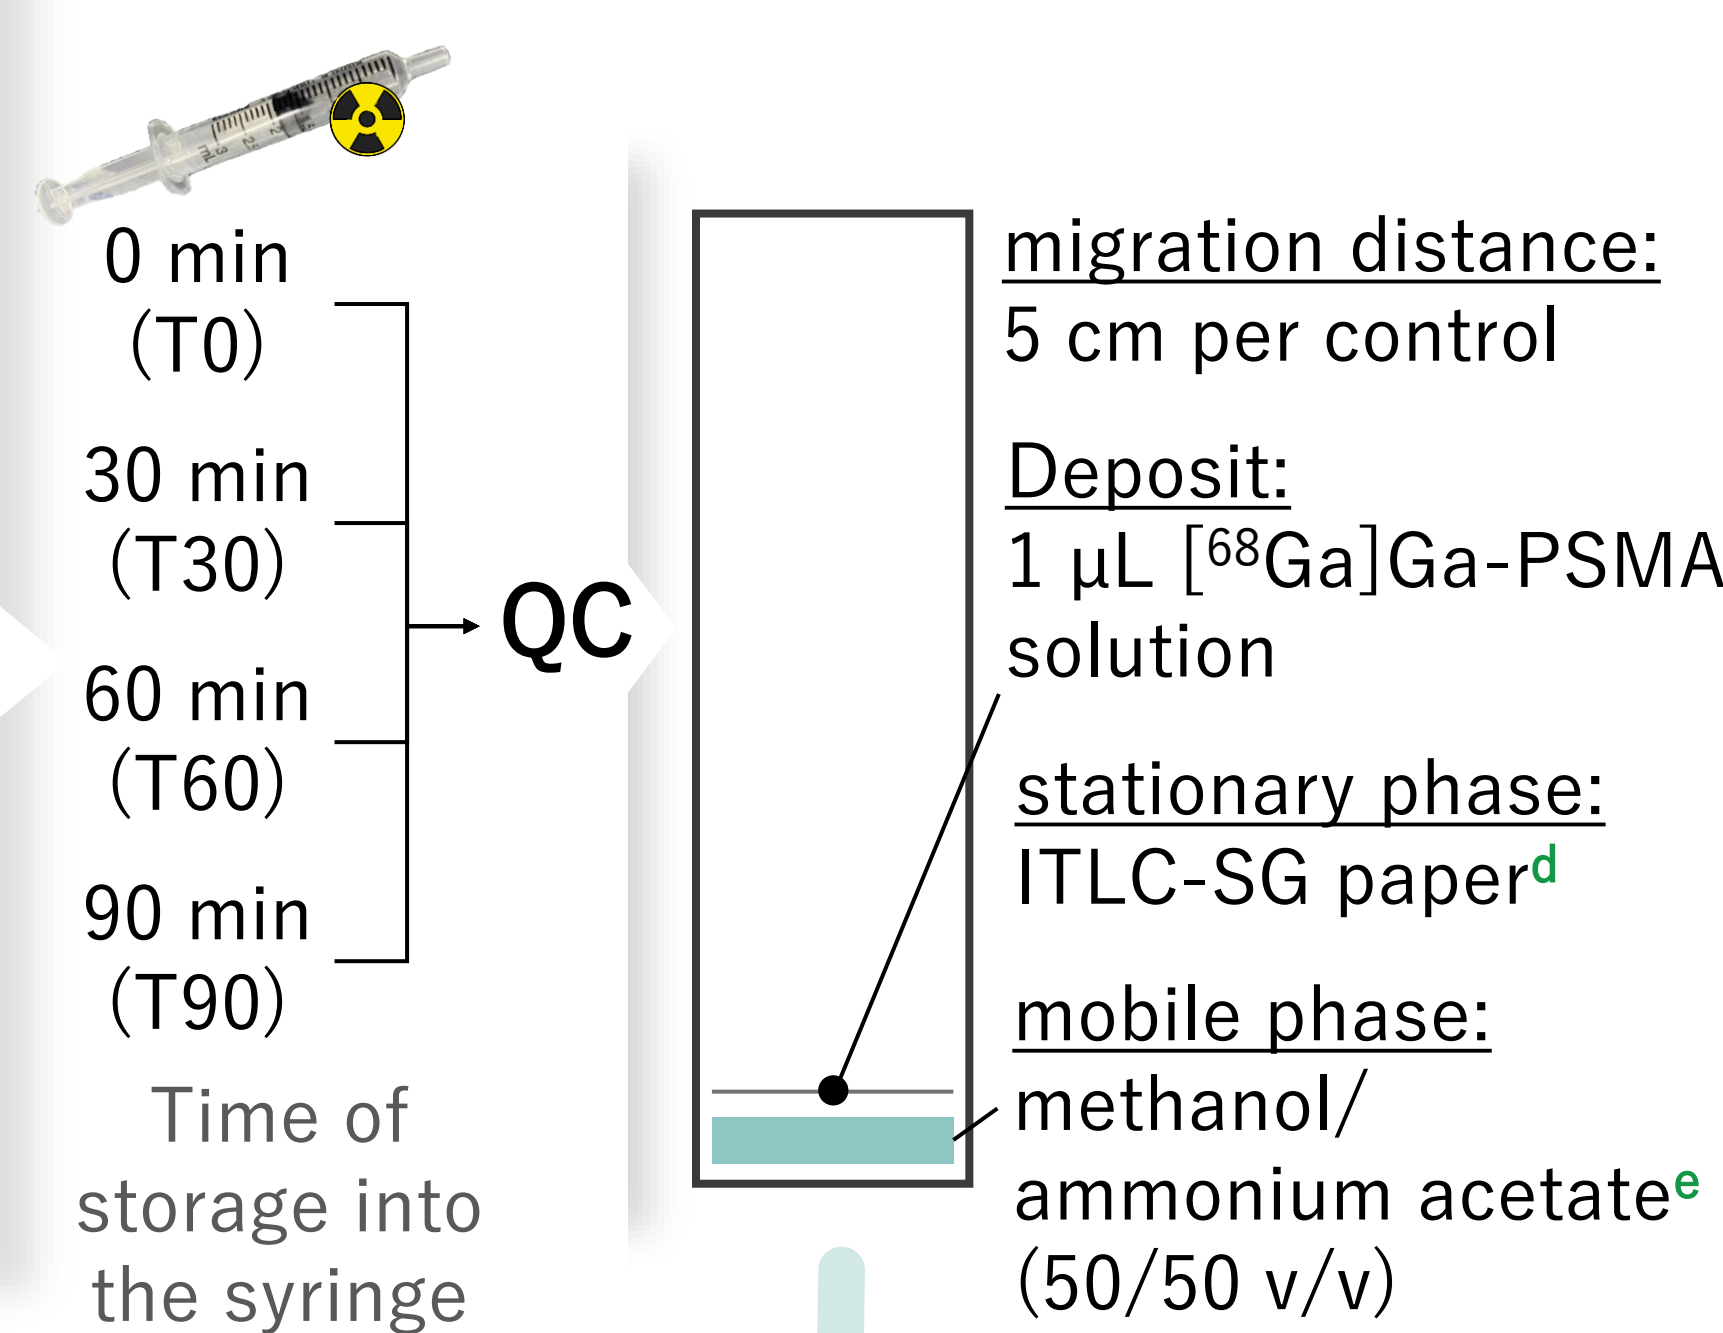 0 min
(T0)
30 min
(T30)
60 min
(T60)
90 min
(T90)
QC
Time of
storage into
the syringe
migration distance:
5 cm per control
Deposit:
1 µL [⁶⁸Ga]Ga-PSMA
solution
stationary phase:
ITLC-SG paperᵈ
mobile phase:
methanol/
ammonium acetateᵉ
(50/50 v/v)